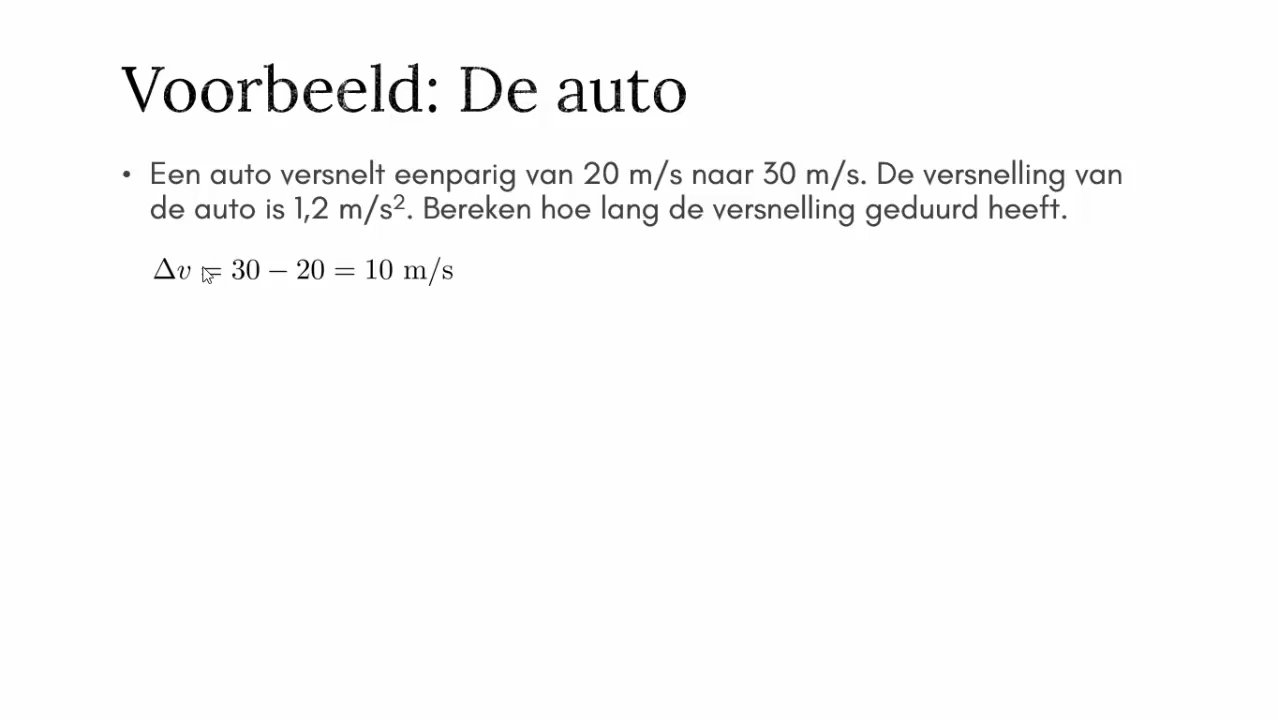 Voorbeeld: De auto
• Een auto versnelt eenparig van 20 m/s naar 30 m/s. De versnelling van
de auto is 1,2 m/s². Bereken hoe lang de versnelling geduurd heeft.
Δv = 30 − 20 = 10 m/s